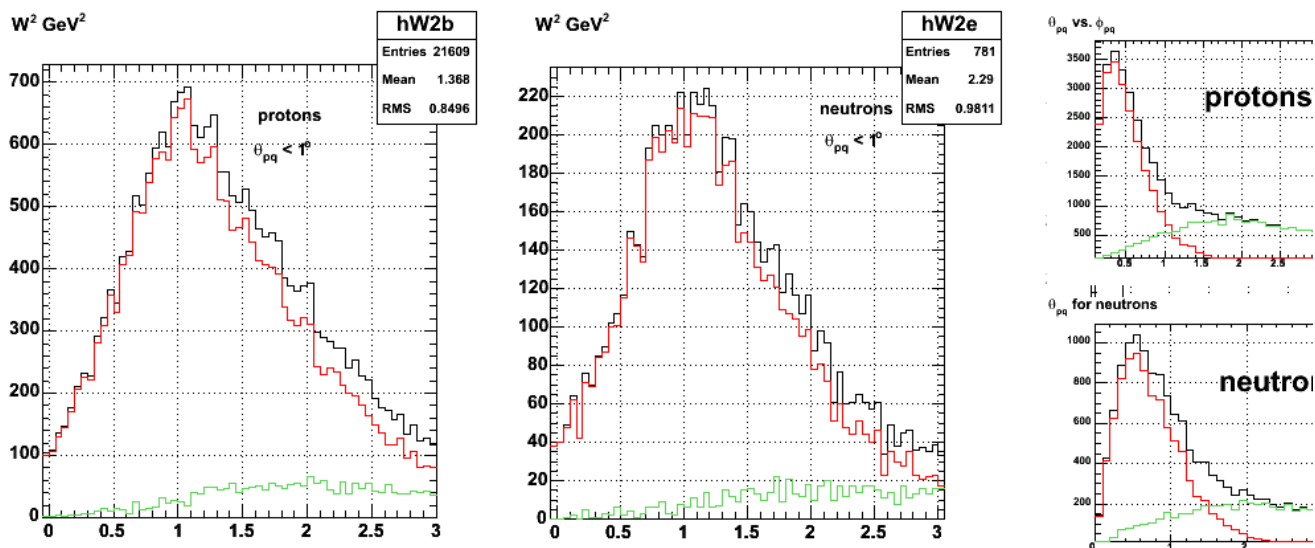 W² GeV²
hW2b
Entries 21609
Mean 1.368
RMS 0.8496
protons
θpq < 1°
700
600
500
400
300
200
100
0
0 0.5 1 1.5 2 2.5 3
W² GeV²
hW2e
Entries 781
Mean 2.29
RMS 0.9811
neutrons
θpq < 1°
220
200
180
160
140
120
100
80
60
40
20
0
0 0.5 1 1.5 2 2.5 3
θpq vs. ϕpq
protons
3500
3000
2500
2000
1500
1000
500
0.5 1 1.5 2 2.5
θpq for neutrons
neutron
1000
800
600
400
200
1 2